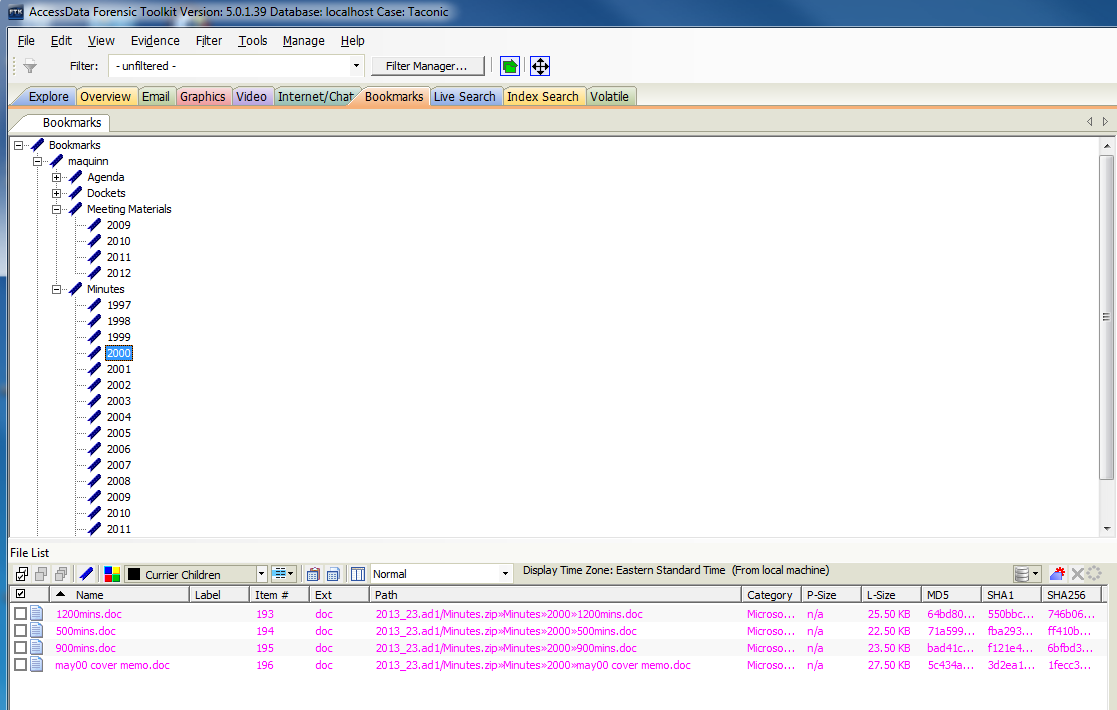 AccessData Forensic Toolkit Version: 5.0.1.39 Database: localhost Case: Taconic
File Edit View Evidence Filter Tools Manage Help
Filter: - unfiltered - Filter Manager...
Explore Overview Email Graphics Video Internet/Chat Bookmarks Live Search Index Search Volatile
Bookmarks
Bookmarks
maquinn
Agenda
Dockets
Meeting Materials
2009
2010
2011
2012
Minutes
1997
1998
1999
2000
2001
2002
2003
2004
2005
2006
2007
2008
2009
2010
2011
File List
Currier Children Normal Display Time Zone: Eastern Standard Time (From local machine)
Name Label Item # Ext Path Category P-Size L-Size MD5 SHA1 SHA256
1200mins.doc 193 doc 2013_23.ad1/Minutes.zip»Minutes»2000»1200mins.doc Microso... n/a 25.50 KB 64bd80... 550bbc... 746b06...
500mins.doc 194 doc 2013_23.ad1/Minutes.zip»Minutes»2000»500mins.doc Microso... n/a 22.50 KB 71a599... fba293... ff410b...
900mins.doc 195 doc 2013_23.ad1/Minutes.zip»Minutes»2000»900mins.doc Microso... n/a 23.50 KB bad41c... f121e4... 6bfbd3...
may00 cover memo.doc 196 doc 2013_23.ad1/Minutes.zip»Minutes»2000»may00 cover memo.doc Microso... n/a 27.50 KB 5c434a... 3d2ea1... 1fecc3...